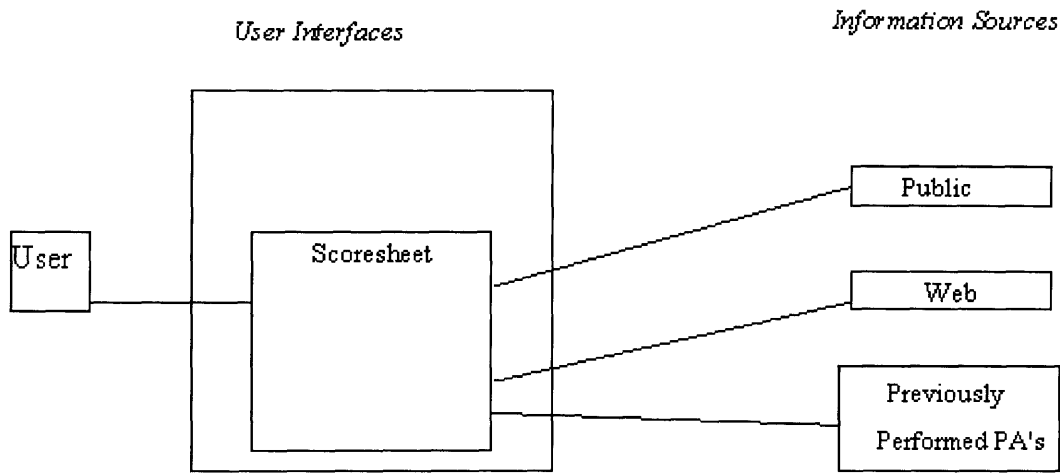 User Interfaces
Information Sources
Public
User
Scoresheet
Web
Previously
Performed PA's